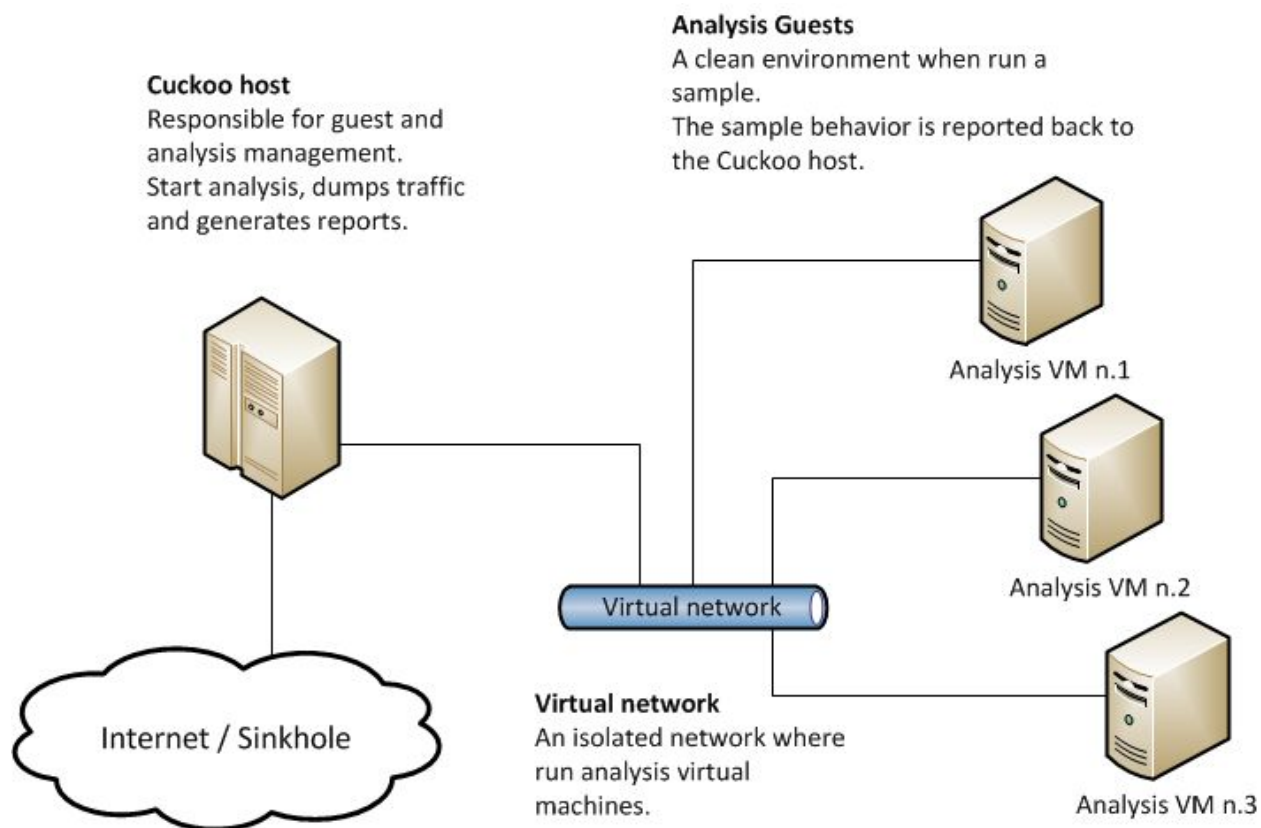 Cuckoo host
Responsible for guest and
analysis management.
Start analysis, dumps traffic
and generates reports.
Analysis Guests
A clean environment when run a
sample.
The sample behavior is reported back to
the Cuckoo host.
Analysis VM n.1
Analysis VM n.2
Virtual network
Internet / Sinkhole
Virtual network
An isolated network where
run analysis virtual
machines.
Analysis VM n.3